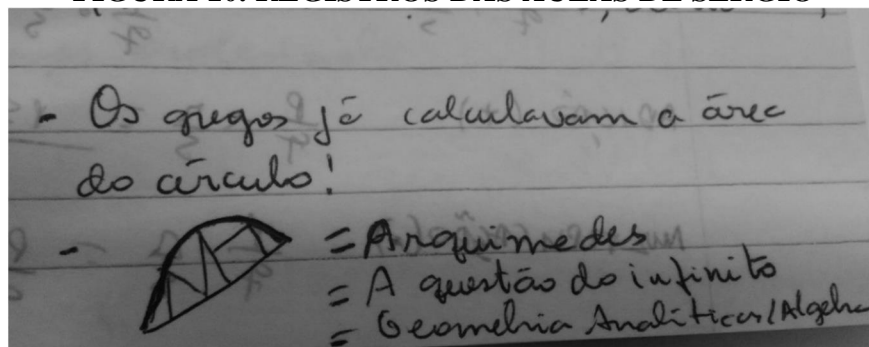 - Os gregos já calculavam a área
do círculo!
- = Arquimedes
= A questão do infinito
= Geometria Analítica/Algebra